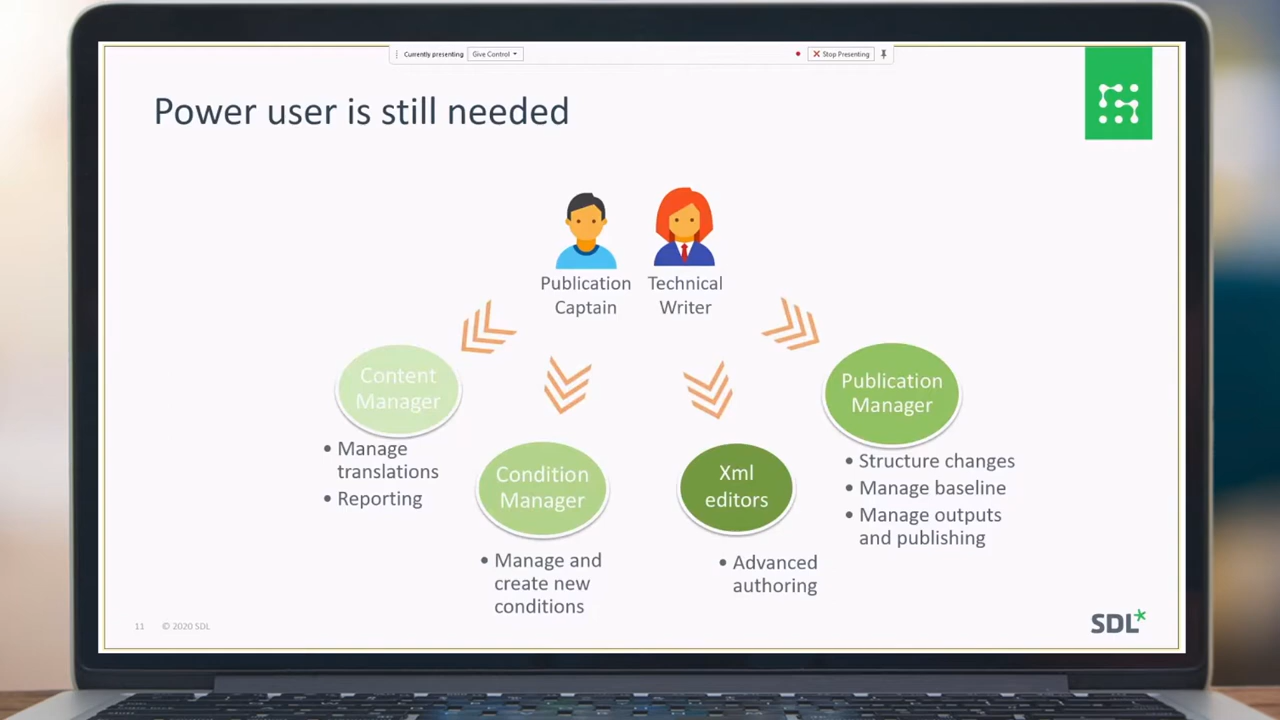 Currently presenting
Give Control
Stop Presenting
Power user is still needed
Publication
Captain
Technical
Writer
Content
Manager
• Manage
translations
• Reporting
Condition
Manager
• Manage and
create new
conditions
Xml
editors
• Advanced
authoring
Publication
Manager
• Structure changes
• Manage baseline
• Manage outputs
and publishing
11
© 2020 SDL
SDL*